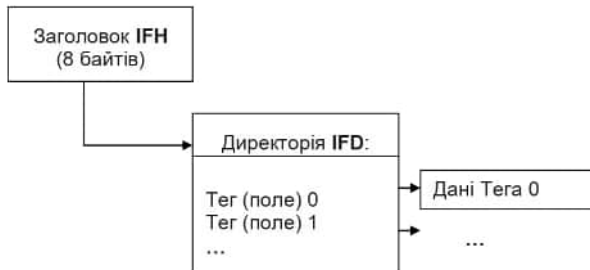 Заголовок IFH
(8 байтів)
Директорія IFD:
Тег (поле) 0
Тег (поле) 1
...
Дані Тега 0
...